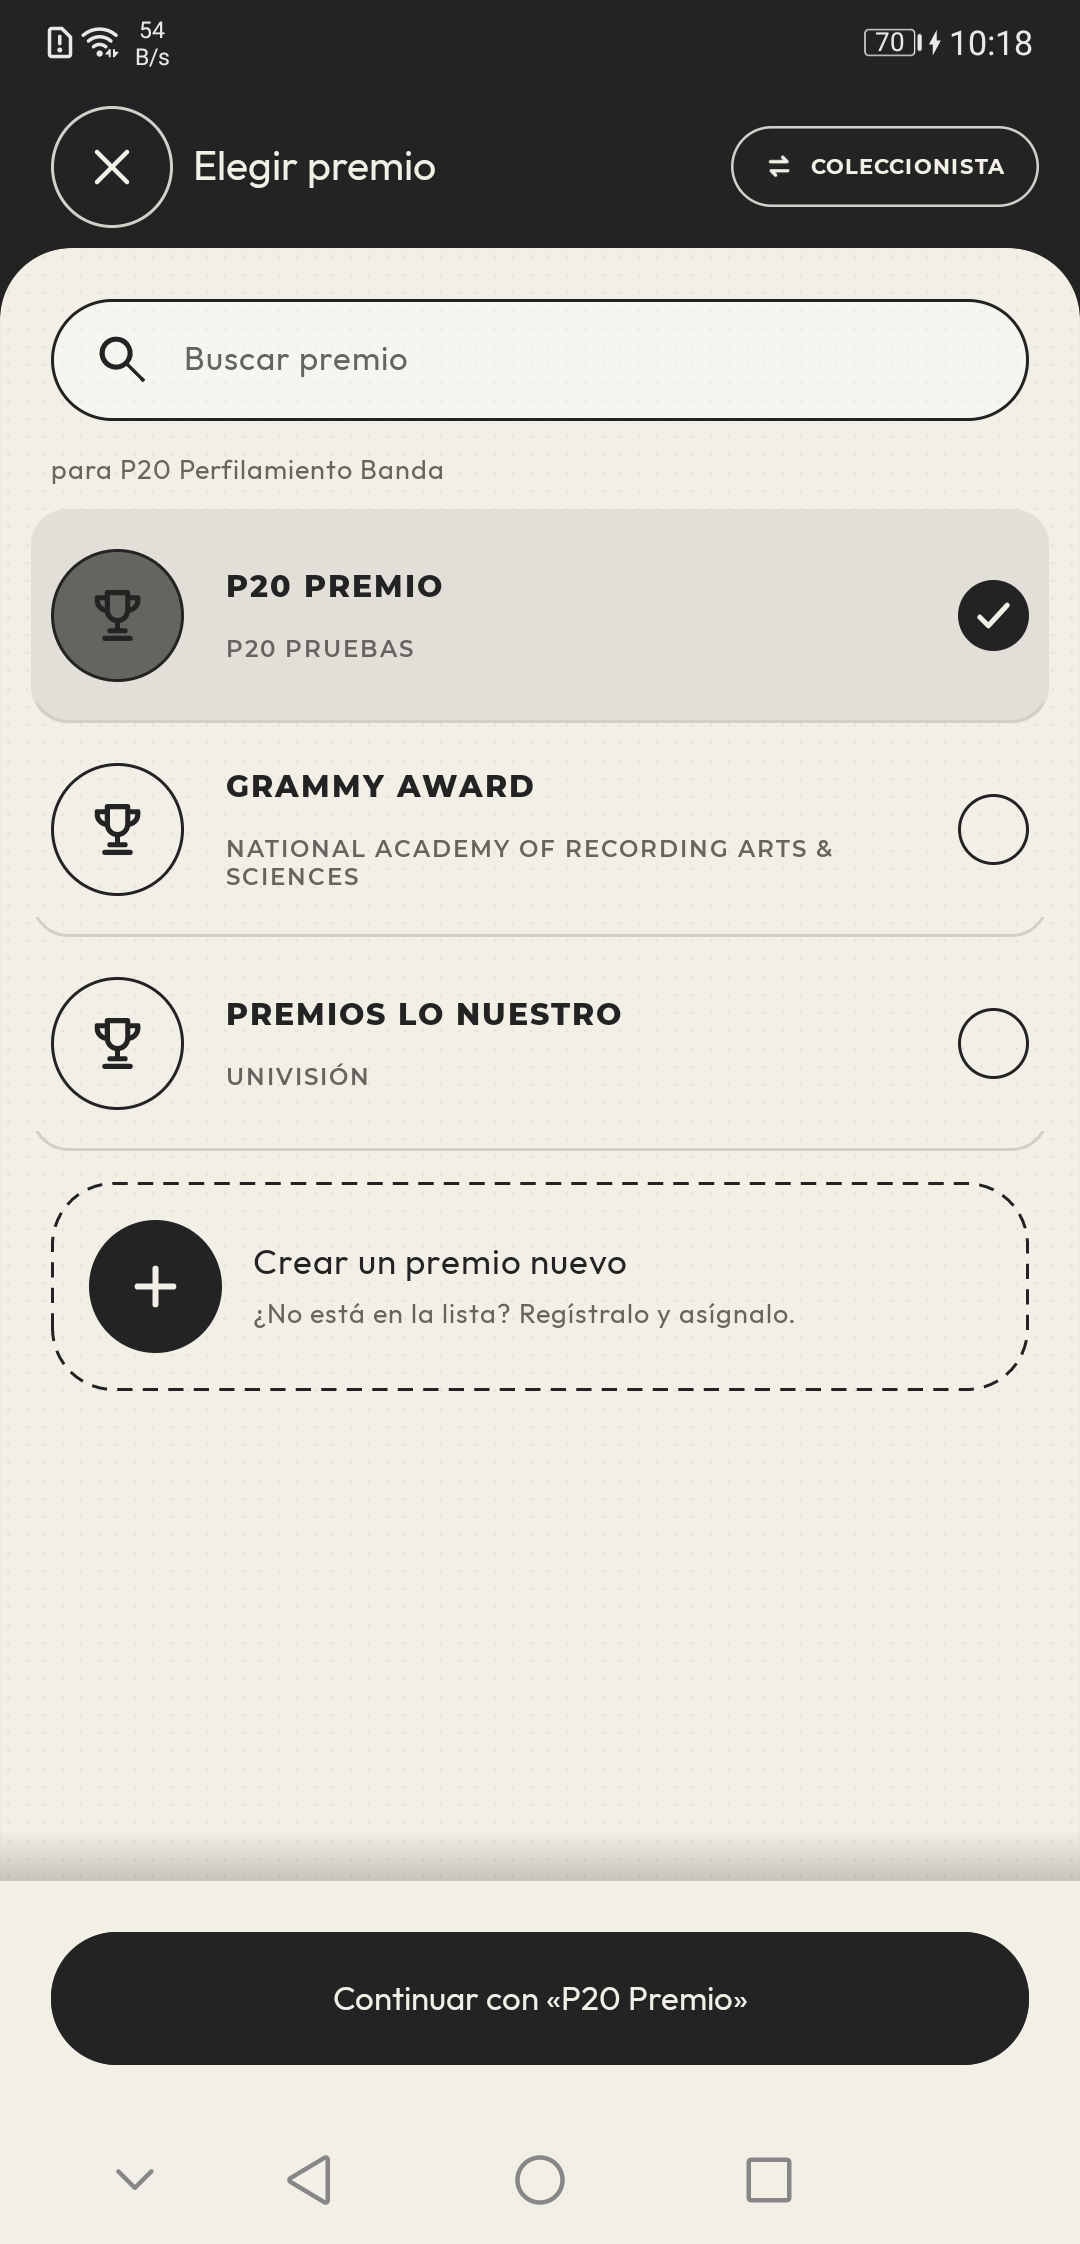 54
B/s
70
10:18
Elegir premio
COLECCIONISTA
Buscar premio
para P20 Perfilamiento Banda
P20 PREMIO
P20 PRUEBAS
GRAMMY AWARD
NATIONAL ACADEMY OF RECORDING ARTS &
SCIENCES
PREMIOS LO NUESTRO
UNIVISIÓN
Crear un premio nuevo
¿No está en la lista? Regístralo y asígnalo.
Continuar con «P20 Premio»